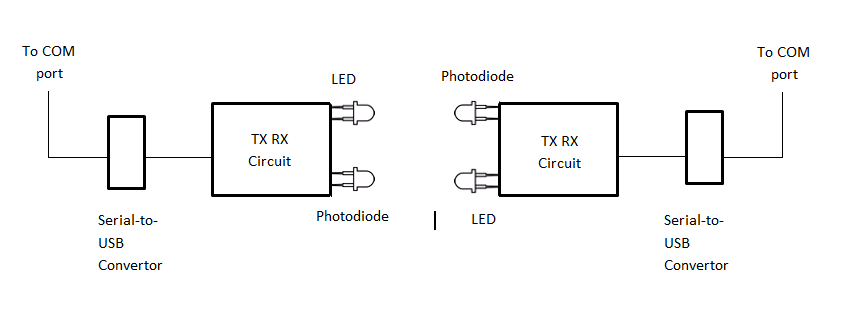 To COM
port
Serial-to-
USB
Convertor
TX RX
Circuit
LED
Photodiode
Photodiode
LED
TX RX
Circuit
Serial-to-
USB
Convertor
To COM
port